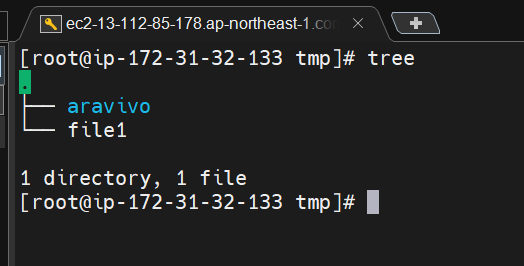 ec2-13-112-85-178.ap-northeast-1.co
[root@ip-172-31-32-133 tmp]# tree
.
├── aravivo
└── file1
1 directory, 1 file
[root@ip-172-31-32-133 tmp]#